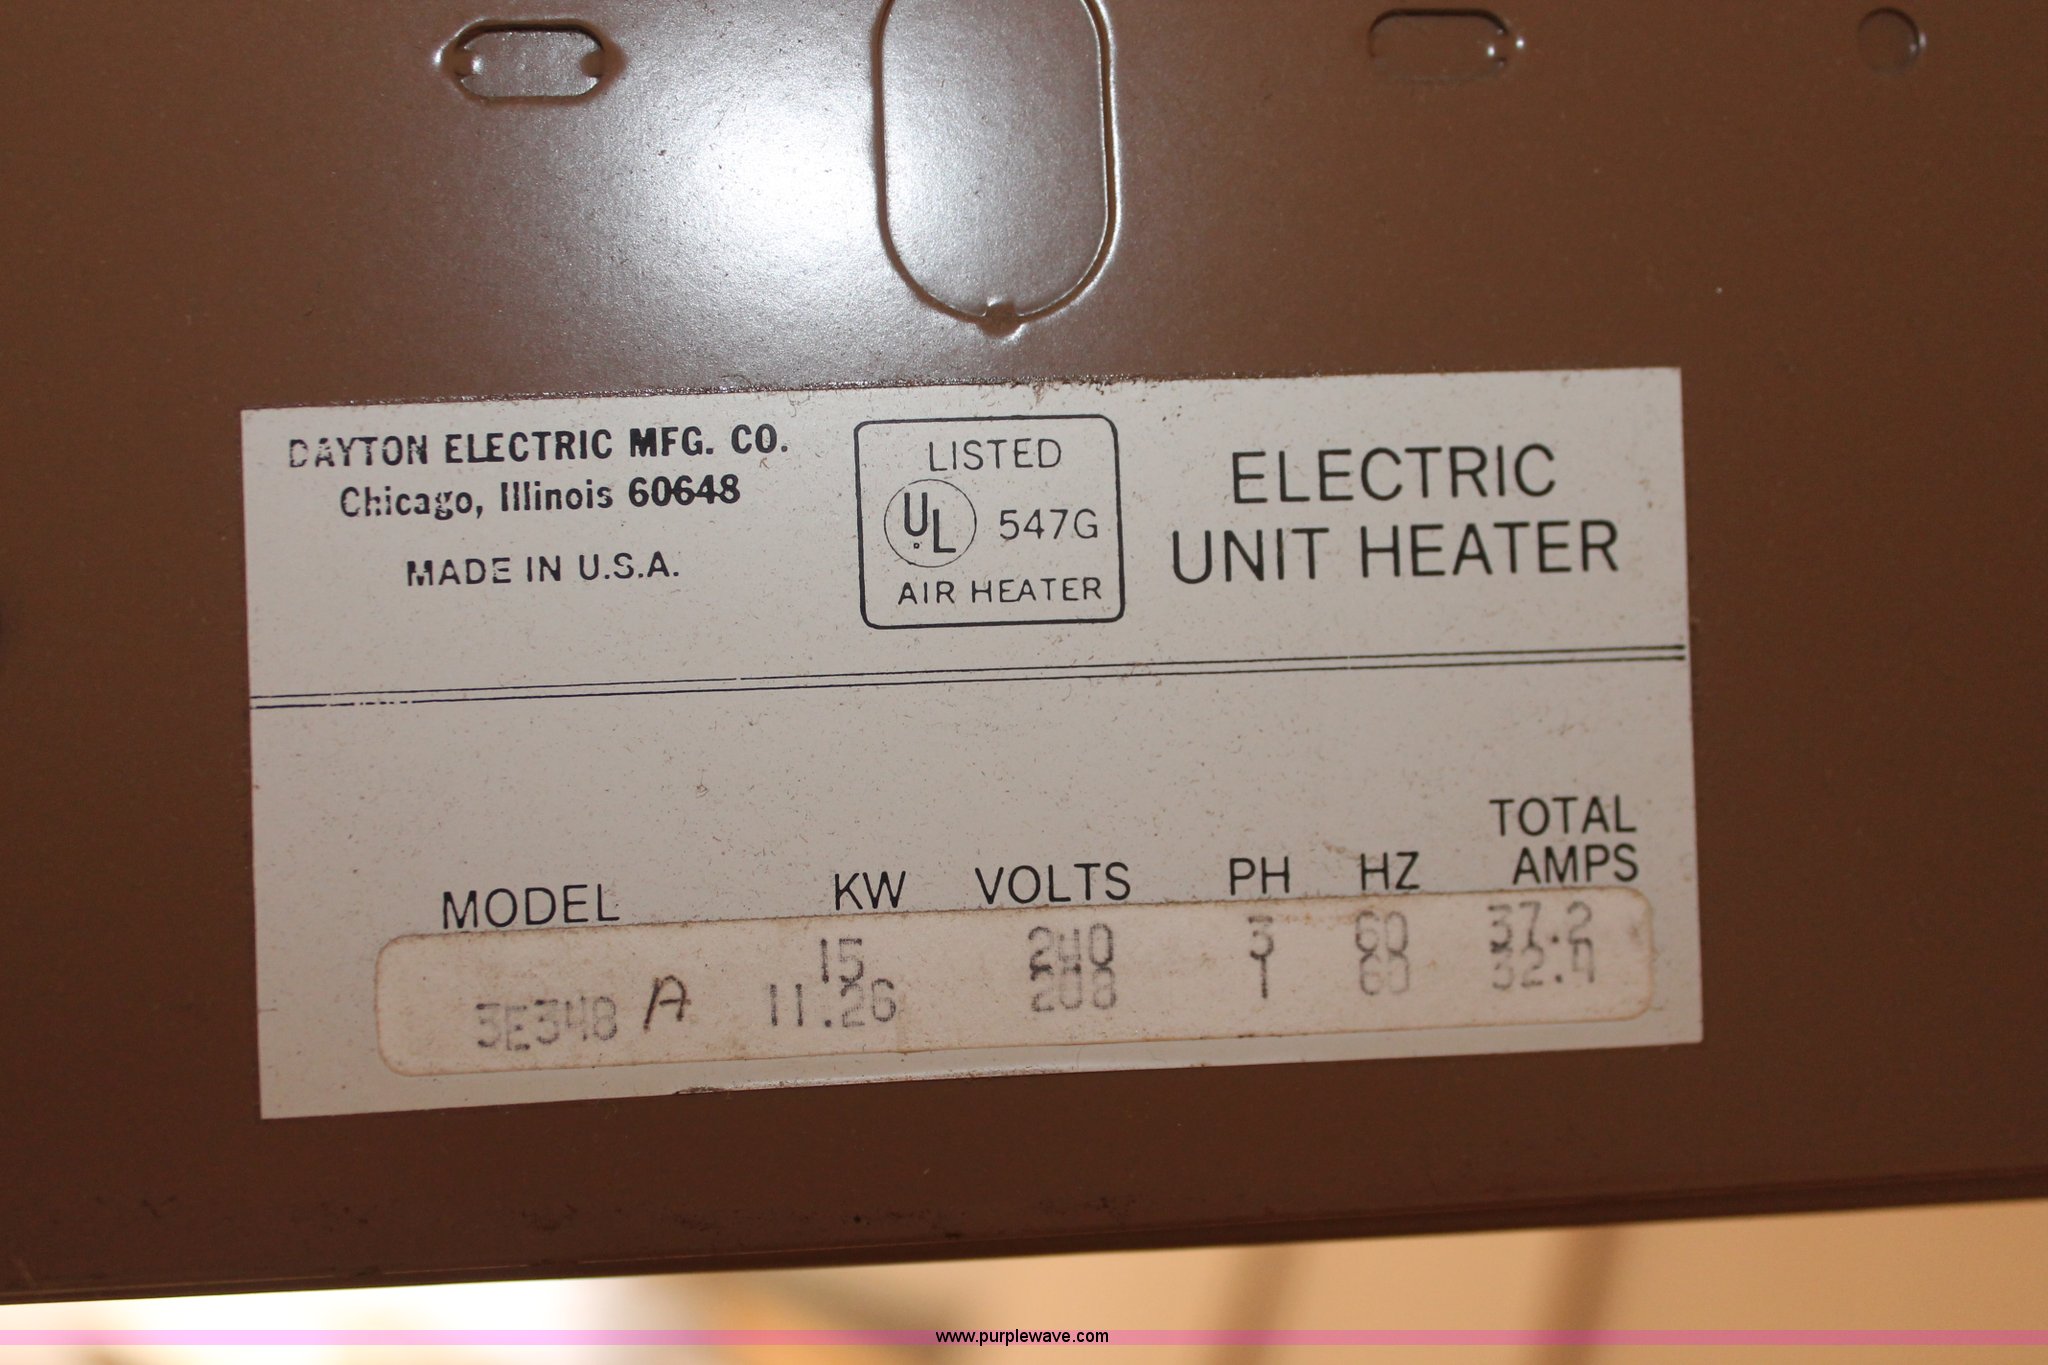 DAYTON ELECTRIC MFG. CO.
Chicago, Illinois 60648
MADE IN U.S.A.
LISTED
UL 547G
AIR HEATER
ELECTRIC
UNIT HEATER
MODEL KW VOLTS PH HZ TOTAL AMPS
15 240 3 60 37.2
3E348 A 11.26 208 1 60 32.4
www.purplewave.com